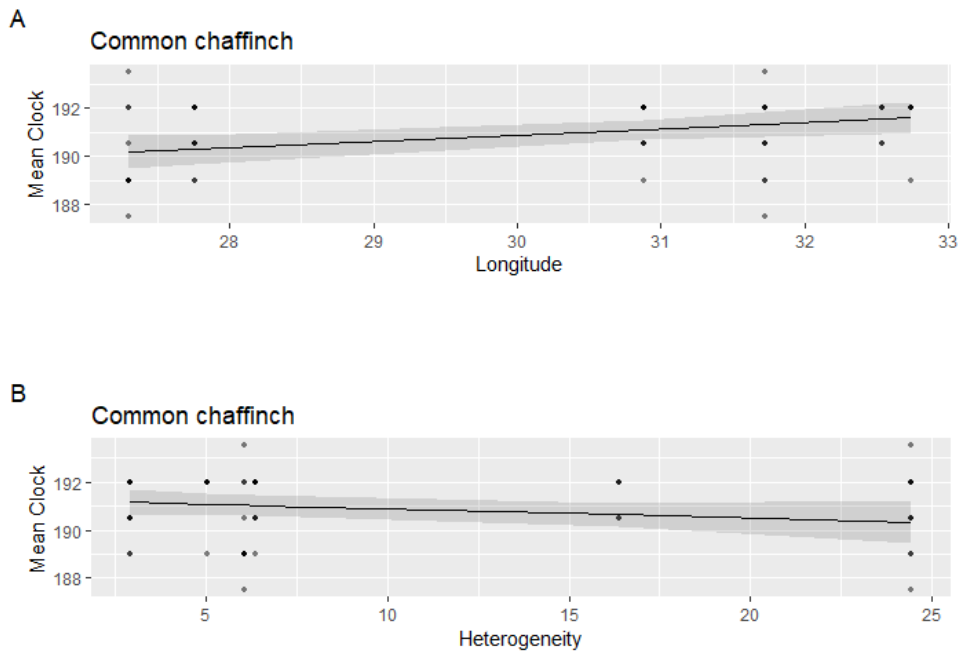 A
Common chaffinch
Mean Clock
192
190
188
28 29 30 31 32 33
Longitude
B
Common chaffinch
Mean Clock
192
190
188
5 10 15 20 25
Heterogeneity